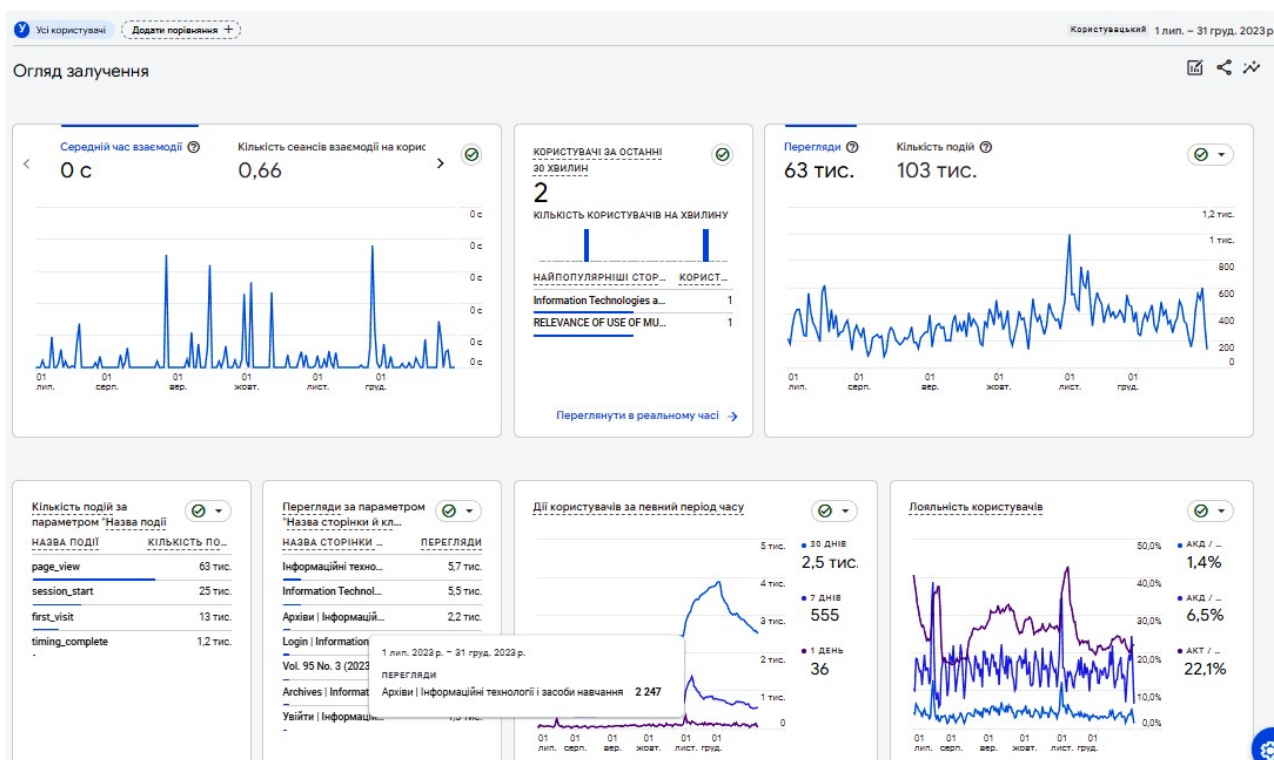 У Усі користувачі Додати порівняння +
Користувацький 1 лип. – 31 груд. 2023 р
Огляд залучення
Середній час взаємодії
0 с
Кількість сеансів взаємодії на корис
0,66
0 с
0 с
0 с
0 с
0 с
0 с
01 лип.
01 серп.
01 вер.
01 жовт.
01 лист.
01 груд.
КОРИСТУВАЧІ ЗА ОСТАННІ
30 ХВИЛИН
2
КІЛЬКІСТЬ КОРИСТУВАЧІВ НА ХВИЛИНУ
НАЙПОПУЛЯРНІШІ СТОР... КОРИСТ...
Information Technologies a... 1
RELEVANCE OF USE OF MU... 1
Переглянути в реальному часі →
Перегляди
63 тис.
Кількість подій
103 тис.
1,2 тис.
1 тис.
800
600
400
200
0
01 лип.
01 серп.
01 вер.
01 жовт.
01 лист.
01 груд.
Кількість подій за
параметром "Назва події
НАЗВА ПОДІЇ КІЛЬКІСТЬ ПО...
page_view 63 тис.
session_start 25 тис.
first_visit 13 тис.
timing_complete 1,2 тис.
Перегляди за параметром
"Назва сторінки й кл...
НАЗВА СТОРІНКИ ... ПЕРЕГЛЯДИ
Інформаційні техно... 5,7 тис.
Information Technol... 5,5 тис.
Архіви | Інформацій... 2,2 тис.
Login | Information
Vol. 95 No. 3 (2023
Archives | Informat
Увійти | Інформацій...
1 лип. 2023 р. – 31 груд. 2023 р.
ПЕРЕГЛЯДИ
Архіви | Інформаційні технології і засоби навчання 2 247
Дії користувачів за певний період часу
5 тис.
4 тис.
3 тис.
2 тис.
1 тис.
0
01 лип.
01 серп.
01 вер.
01 жовт.
01 лист.
01 груд.
30 ДНІВ
2,5 тис.
7 ДНІВ
555
1 ДЕНЬ
36
Лояльність користувачів
50,0%
40,0%
30,0%
20,0%
10,0%
0,0%
01 лип.
01 серп.
01 вер.
01 жовт.
01 лист.
01 груд.
АКД / ...
1,4%
АКД / ...
6,5%
АКТ / ...
22,1%